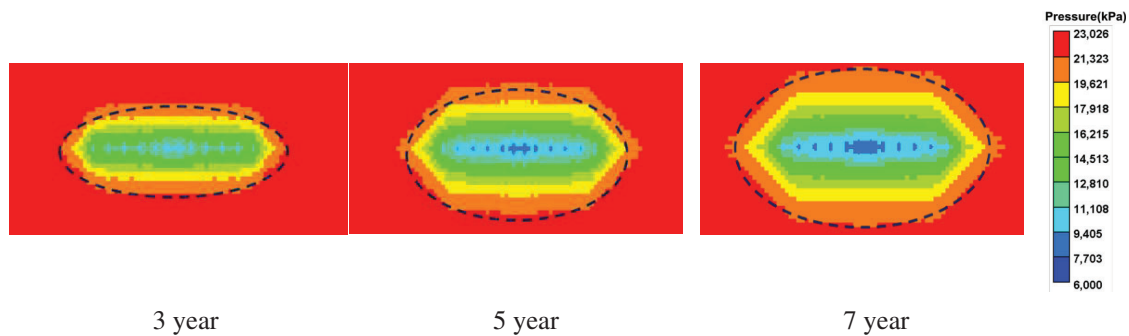 Pressure(kPa)
23,026
21,323
19,621
17,918
16,215
14,513
12,810
11,108
9,405
7,703
6,000
3 year
5 year
7 year